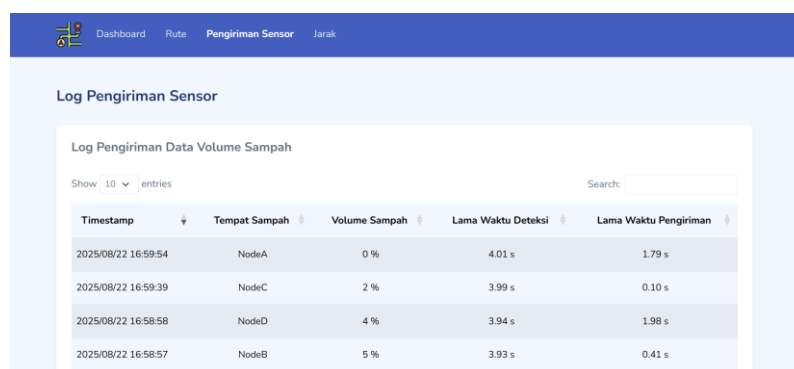 Dashboard Rute Pengiriman Sensor Jarak
Log Pengiriman Sensor
Log Pengiriman Data Volume Sampah
Show 10 entries Search:
Timestamp Tempat Sampah Volume Sampah Lama Waktu Deteksi Lama Waktu Pengiriman
2025/08/22 16:59:54 NodeA 0 % 4.01 s 1.79 s
2025/08/22 16:59:39 NodeC 2 % 3.99 s 0.10 s
2025/08/22 16:58:58 NodeD 4 % 3.94 s 1.98 s
2025/08/22 16:58:57 NodeB 5 % 3.93 s 0.41 s